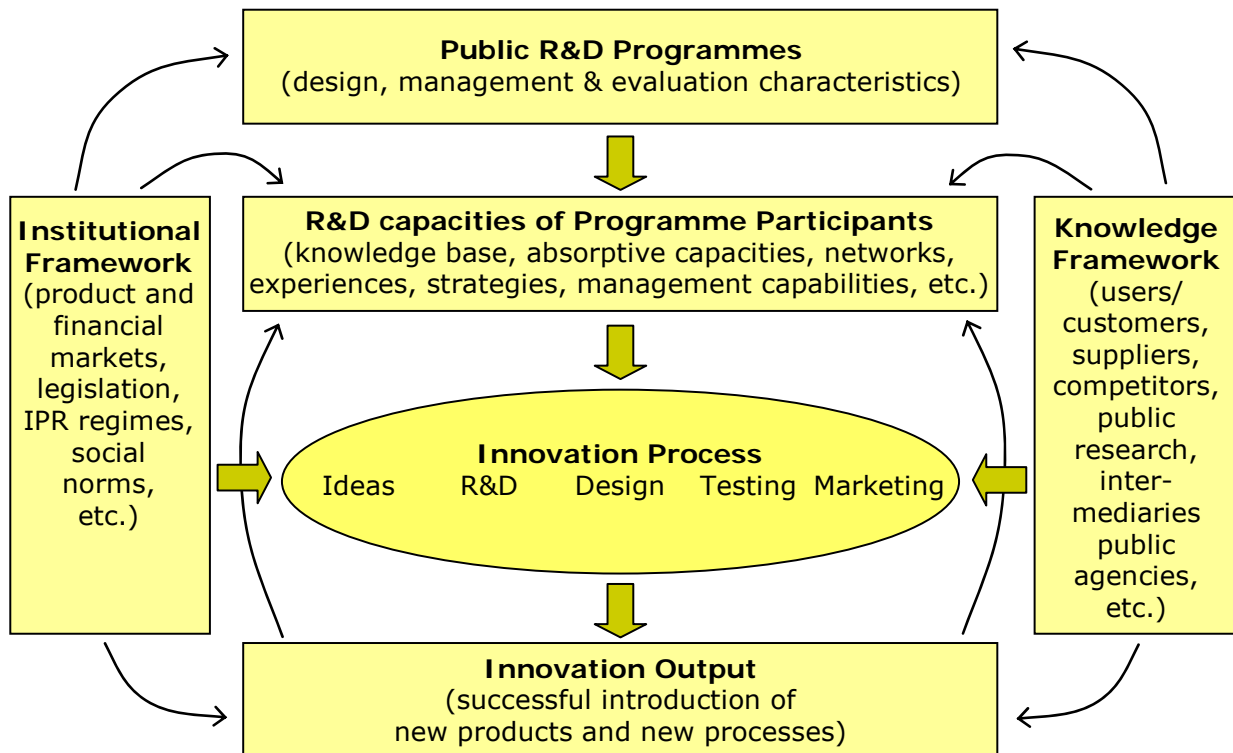 Public R&D Programmes
(design, management & evaluation characteristics)
R&D capacities of Programme Participants
(knowledge base, absorptive capacities, networks,
experiences, strategies, management capabilities, etc.)
Institutional
Framework
(product and
financial
markets,
legislation,
IPR regimes,
social
norms,
etc.)
Innovation Process
Ideas R&D Design Testing Marketing
Knowledge
Framework
(users/
customers,
suppliers,
competitors,
public
research,
inter-
mediaries
public
agencies,
etc.)
Innovation Output
(successful introduction of
new products and new processes)